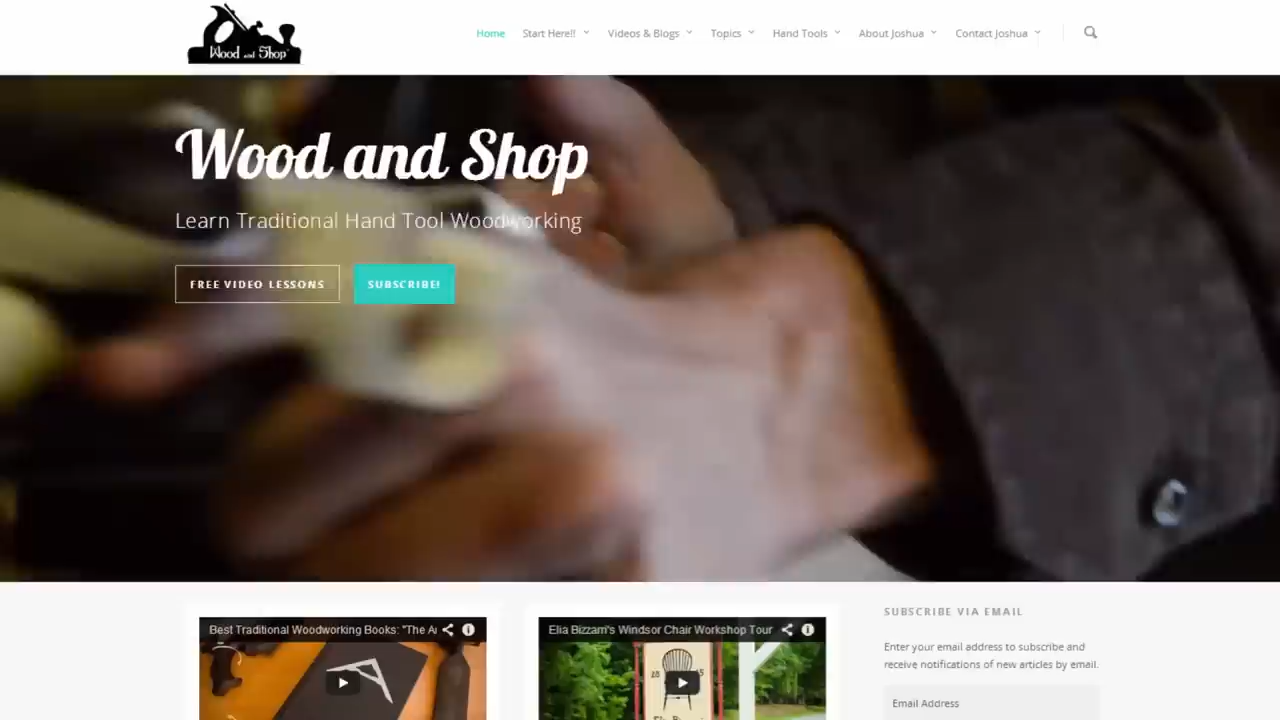 Wood and Shop
Home
Start Here!!
Videos & Blogs
Topics
Hand Tools
About Joshua
Contact Joshua
Wood and Shop
Learn Traditional Hand Tool Woodworking
FREE VIDEO LESSONS
SUBSCRIBE!
Best Traditional Woodworking Books: "The
Elia Bizzarri's Windsor Chair Workshop Tour
SUBSCRIBE VIA EMAIL
Enter your email address to subscribe and
receive notifications of new articles by email.
Email Address